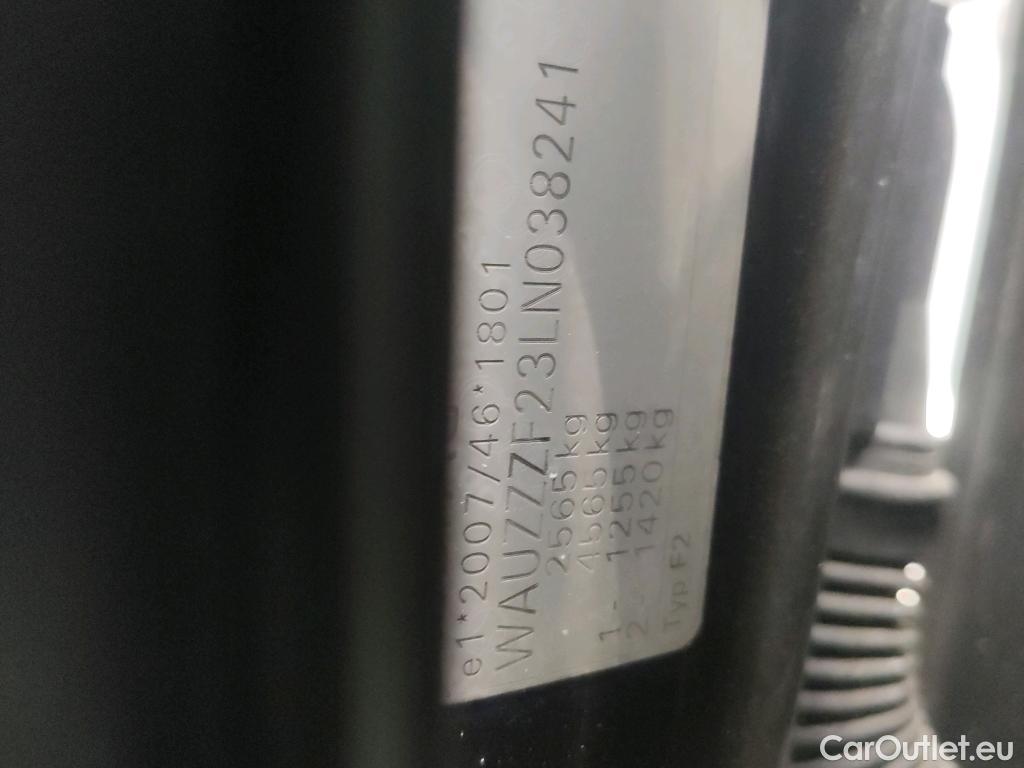 e1*2007/46*1801
WAUZZZF23LN038241
2565kg
4565kg
1- 1255kg
2- 1420kg
Typ F2
CarOutlet.eu